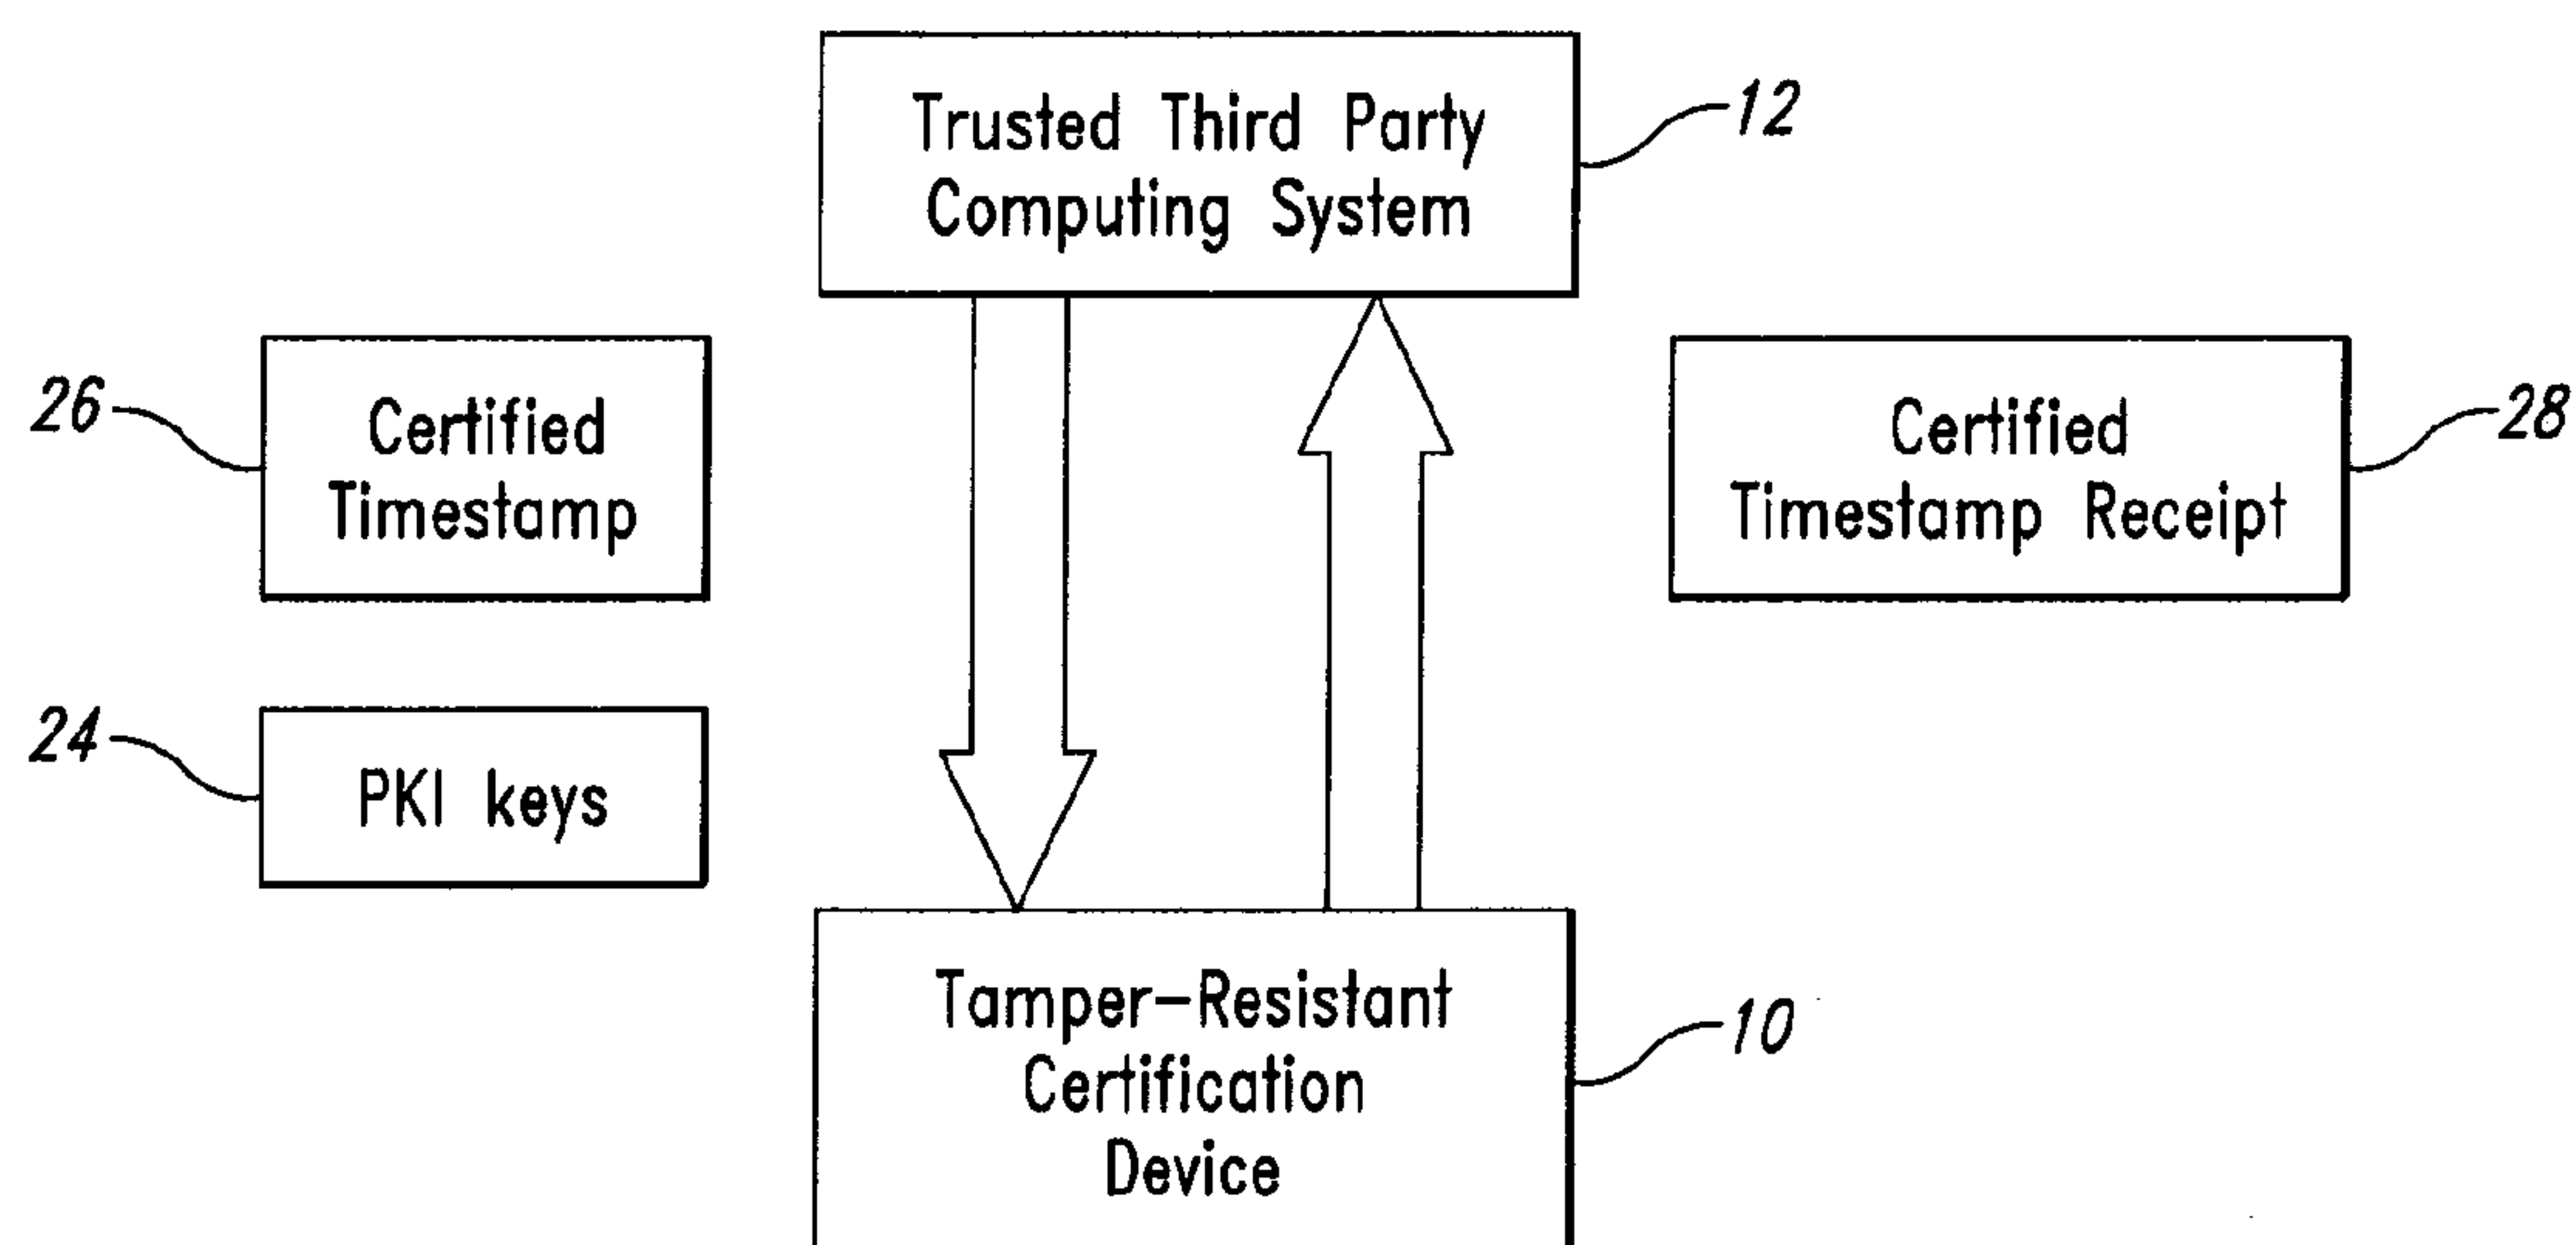 Trusted Third Party
Computing System
12
26
Certified
Timestamp
Certified
Timestamp Receipt
28
24
PKI keys
Tamper-Resistant
Certification
Device
10